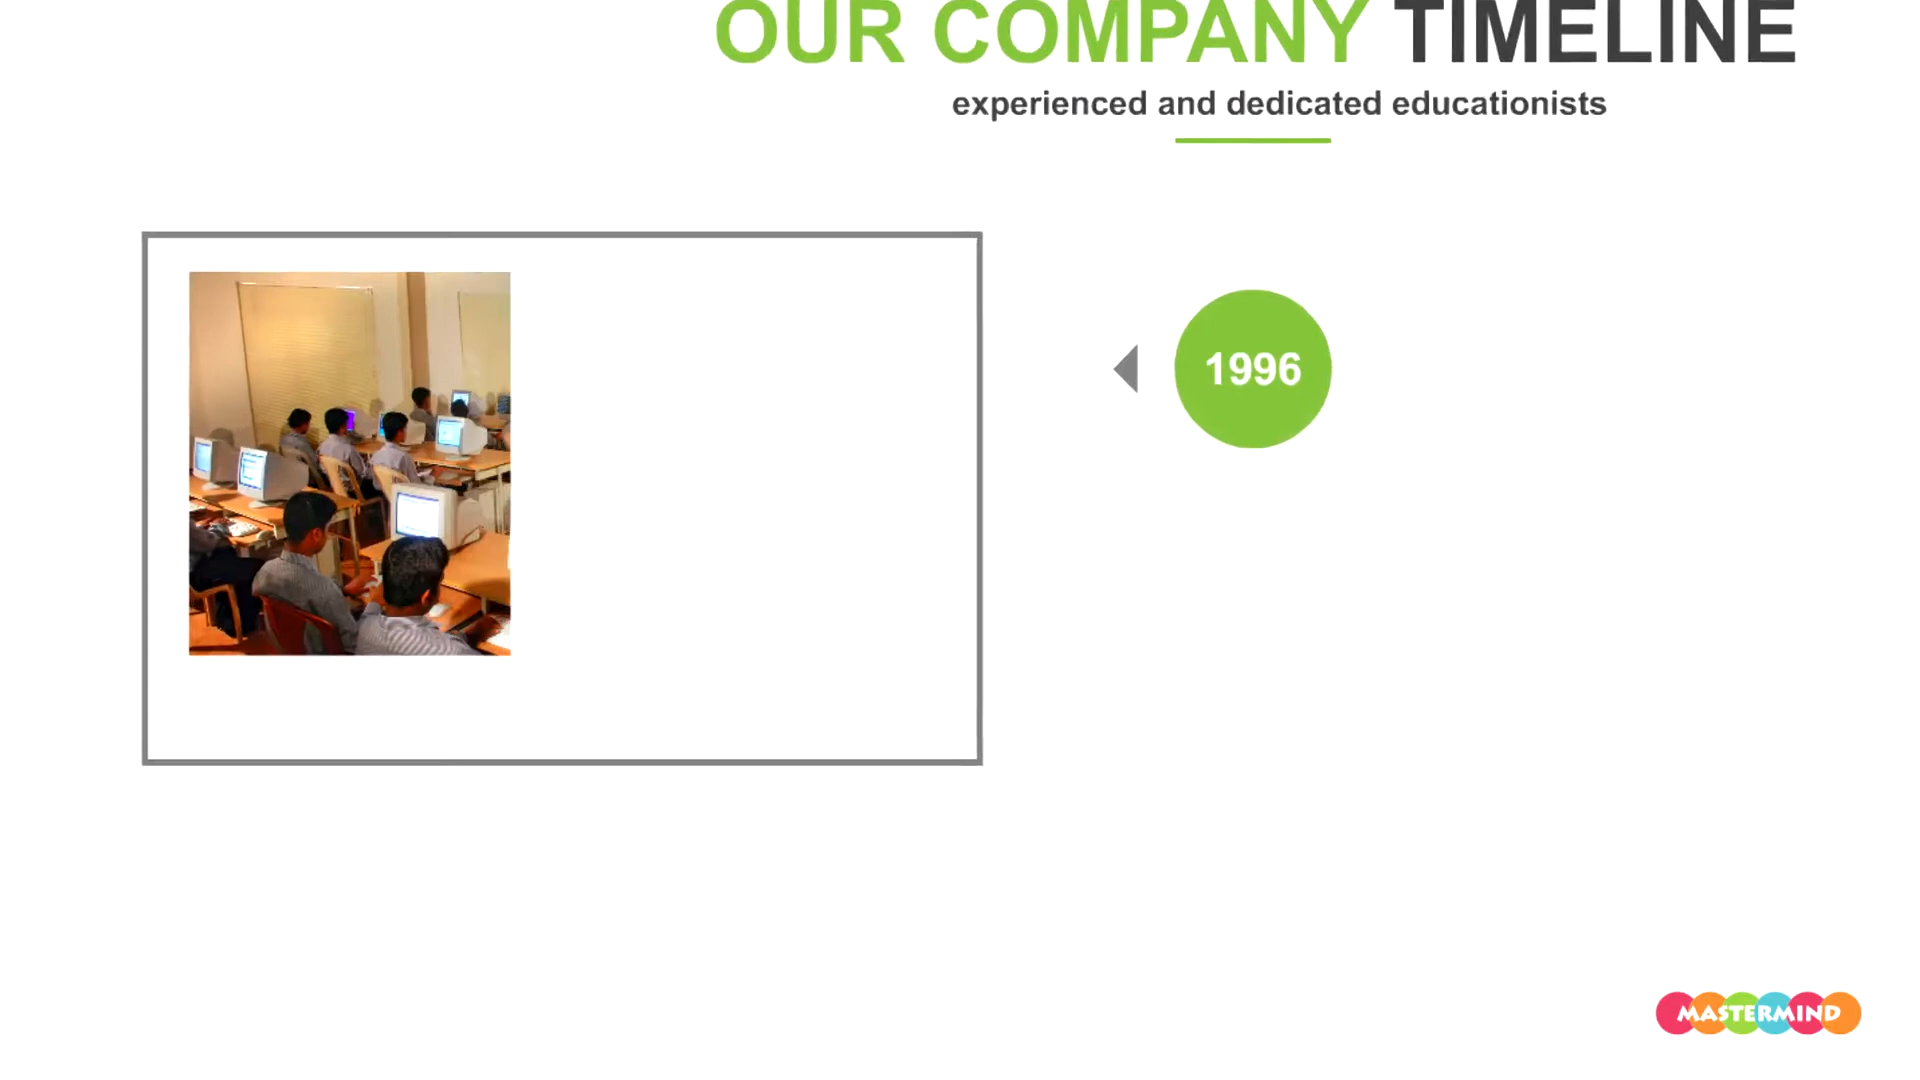 OUR COMPANY TIMELINE
experienced and dedicated educationists
1996
MASTERMIND